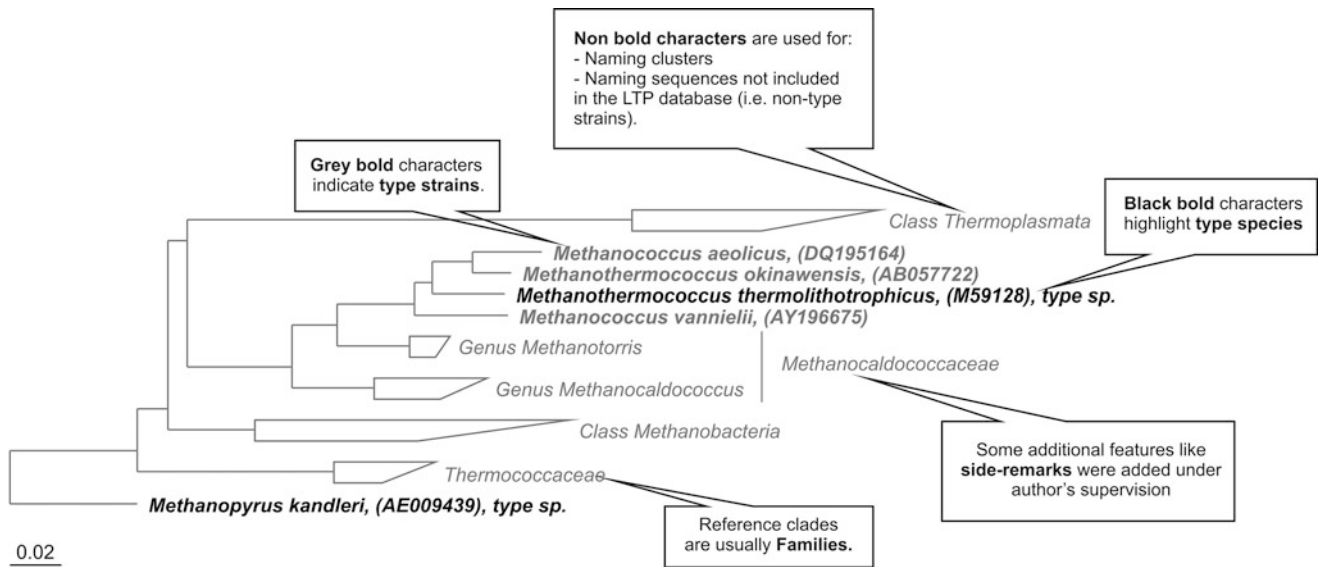 Non bold characters are used for:
- Naming clusters
- Naming sequences not included
in the LTP database (i.e. non-type
strains).
Grey bold characters
indicate type strains.
Black bold characters
highlight type species
Class Thermoplasmata
Methanococcus aeolicus, (DQ195164)
Methanothermococcus okinawensis, (AB057722)
Methanothermococcus thermolithotrophicus, (M59128), type sp.
Methanococcus vannielii, (AY196675)
Genus Methanotorris
Methanocaldococcaceae
Genus Methanocaldococcus
Class Methanobacteria
Some additional features like
side-remarks were added under
author's supervision
Thermococcaceae
Methanopyrus kandleri, (AE009439), type sp.
Reference clades
are usually Families.
0.02